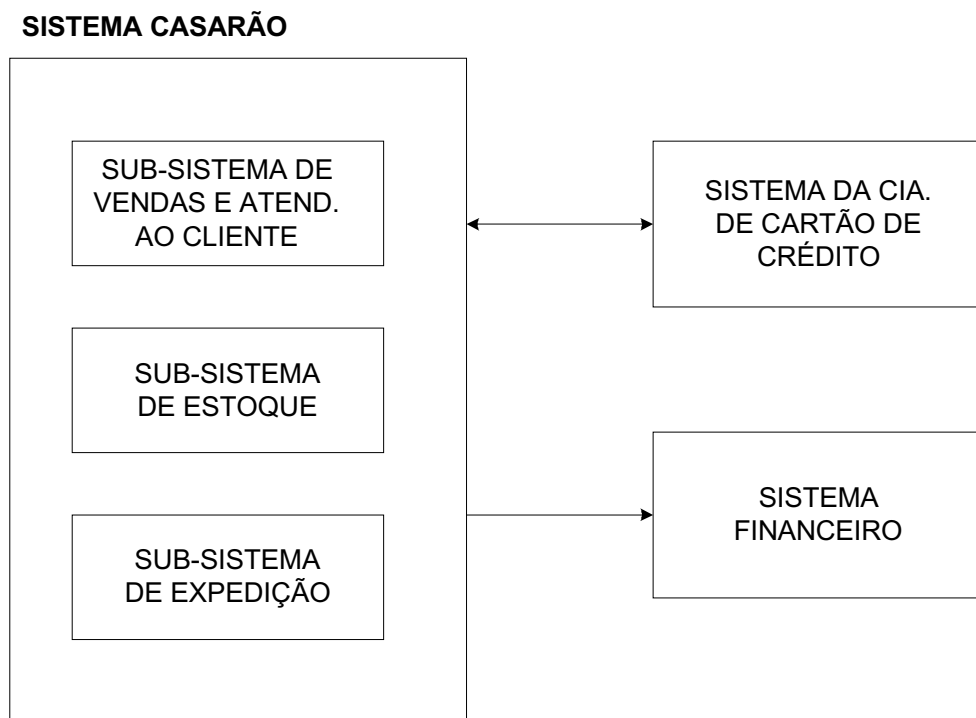 SISTEMA CASARÃO
SUB-SISTEMA DE
VENDAS E ATEND.
AO CLIENTE
SISTEMA DA CIA.
DE CARTÃO DE
CRÉDITO
SUB-SISTEMA
DE ESTOQUE
SISTEMA
FINANCEIRO
SUB-SISTEMA
DE EXPEDIÇÃO